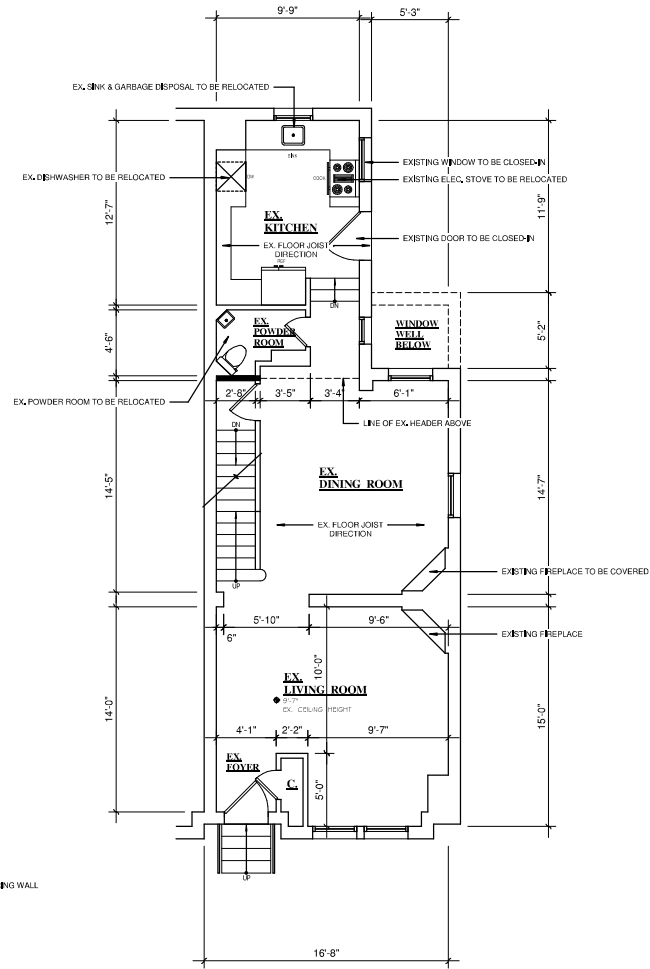 9'-9"
5'-3"
EX. SINK & GARBAGE DISPOSAL TO BE RELOCATED
EXISTING WINDOW TO BE CLOSED-IN
EX. DISHWASHER TO BE RELOCATED
DW
COOK
EXISTING ELEC. STOVE TO BE RELOCATED
12'-7"
11'-9"
EX.
KITCHEN
EXISTING DOOR TO BE CLOSED-IN
EX. FLOOR JOIST
DIRECTION
REF
DN
EX.
POWDER
ROOM
WINDOW
WELL
BELOW
4'-6"
5'-2"
EX. POWDER ROOM TO BE RELOCATED
2'-8"
3'-5"
3'-4"
6'-1"
LINE OF EX. HEADER ABOVE
DN
EX.
DINING ROOM
14'-5"
14'-7"
EX. FLOOR JOIST
DIRECTION
EXISTING FIREPLACE TO BE COVERED
UP
5'-10"
9'-6"
EXISTING FIREPLACE
6"
10'-0"
EX.
LIVING ROOM
9'-7"
EX. CEILING HEIGHT
14'-0"
15'-0"
4'-1"
2'-2"
9'-7"
EX.
FOYER
C.
5'-0"
UP
NG WALL
16'-8"